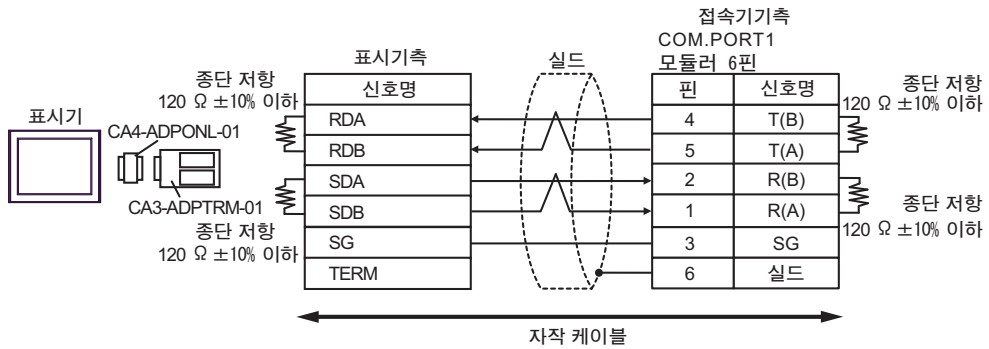 접속기기측
COM.PORT1
모듈러 6핀
표시기측
실드
종단 저항
120 Ω ±10% 이하
종단 저항
120 Ω ±10% 이하
표시기
CA4-ADPONL-01
CA3-ADPTRM-01
종단 저항
120 Ω ±10% 이하
종단 저항
120 Ω ±10% 이하
신호명
RDA
RDB
SDA
SDB
SG
TERM
핀 신호명
4 T(B)
5 T(A)
2 R(B)
1 R(A)
3 SG
6 실드
자작 케이블